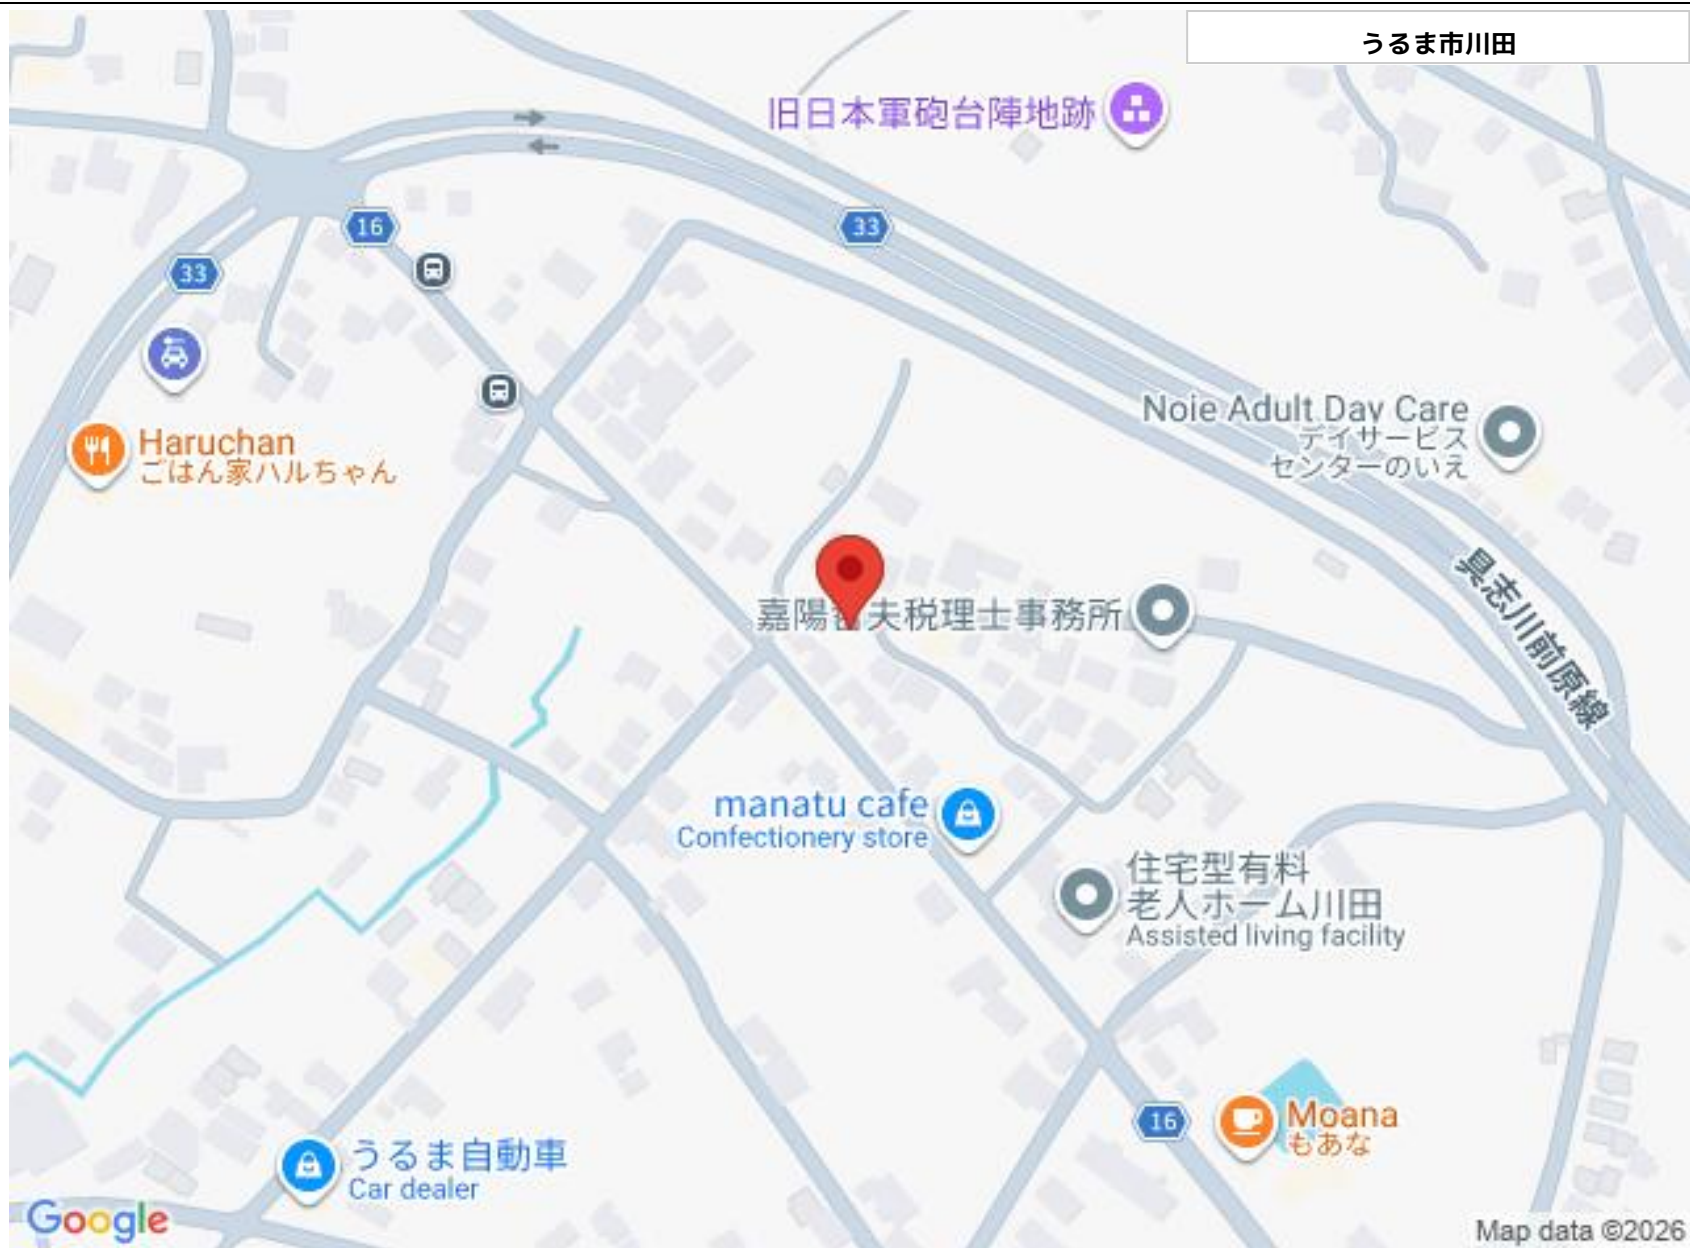 うるま市川田
旧日本軍砲台陣地跡
16
33
33
Haruchan
ごはん家ハルちゃん
Noie Adult Day Care
デイサービス
センターのいえ
具志川前原線
嘉陽 夫税理士事務所
manatu cafe
Confectionery store
住宅型有料
老人ホーム川田
Assisted living facility
16
Moana
もあな
うるま自動車
Car dealer
Google
Map data ©2026